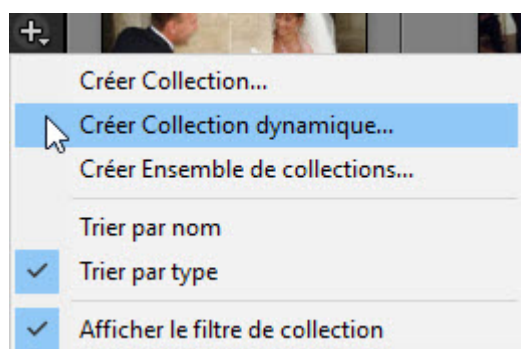 Créer Collection...
Créer Collection dynamique...
Créer Ensemble de collections...
Trier par nom
Trier par type
Afficher le filtre de collection